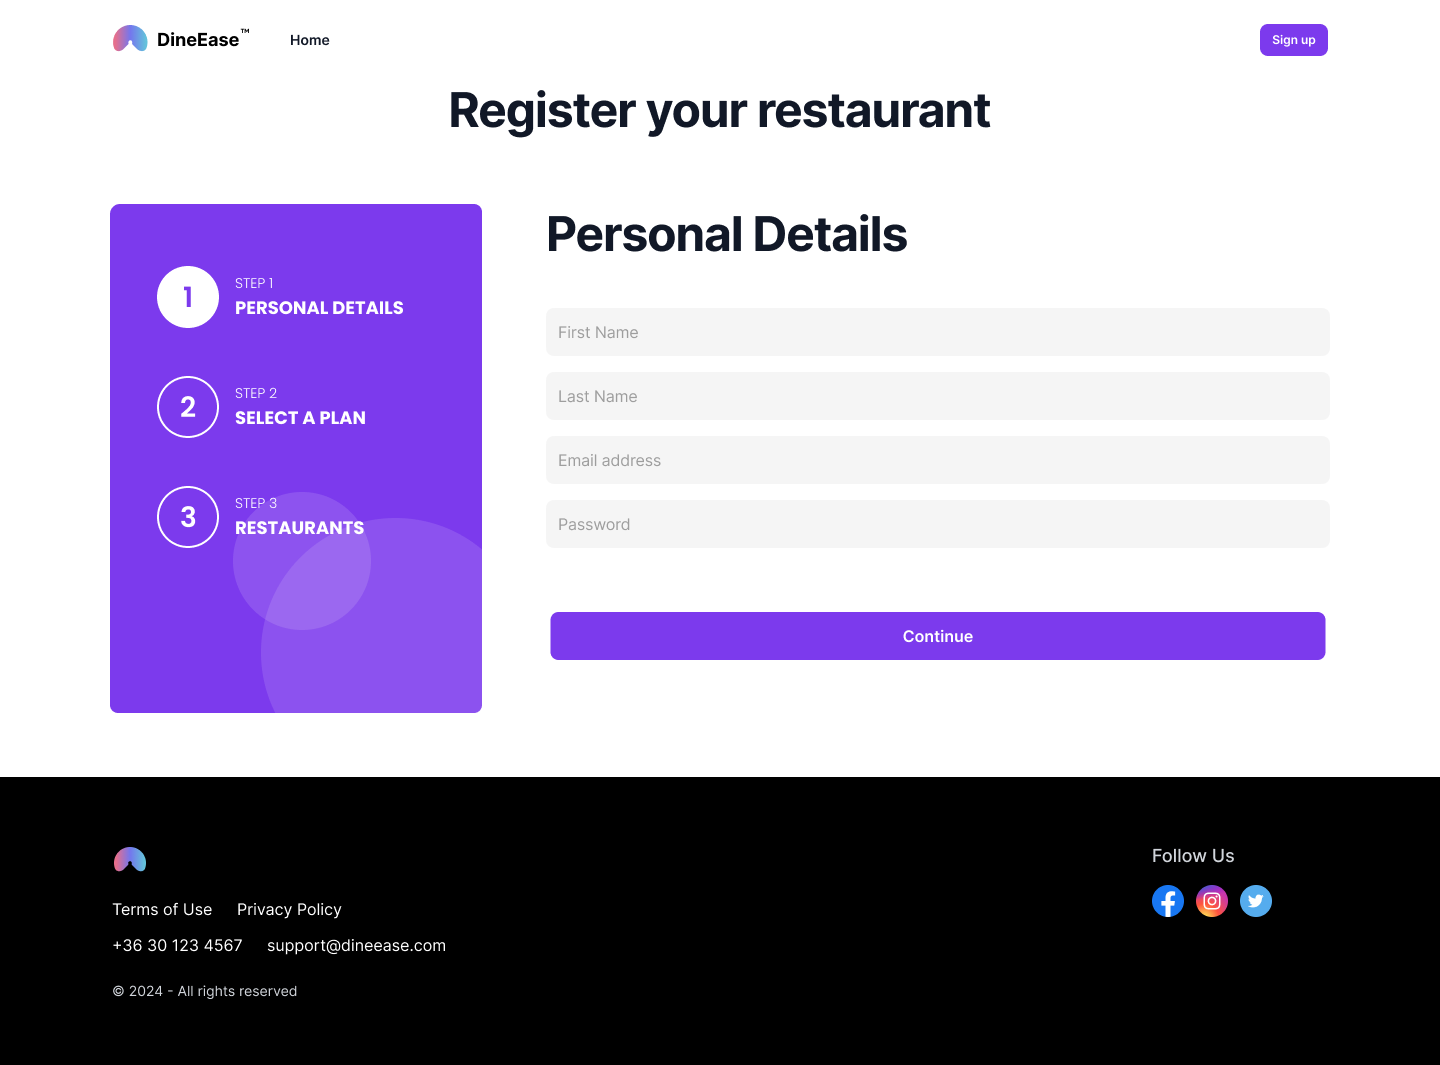 DineEase™
Home
Sign up
Register your restaurant
1
STEP 1
PERSONAL DETAILS
2
STEP 2
SELECT A PLAN
3
STEP 3
RESTAURANTS
Personal Details
First Name
Last Name
Email address
Password
Continue
Terms of Use Privacy Policy
+36 30 123 4567 support@dineease.com
© 2024 - All rights reserved
Follow Us